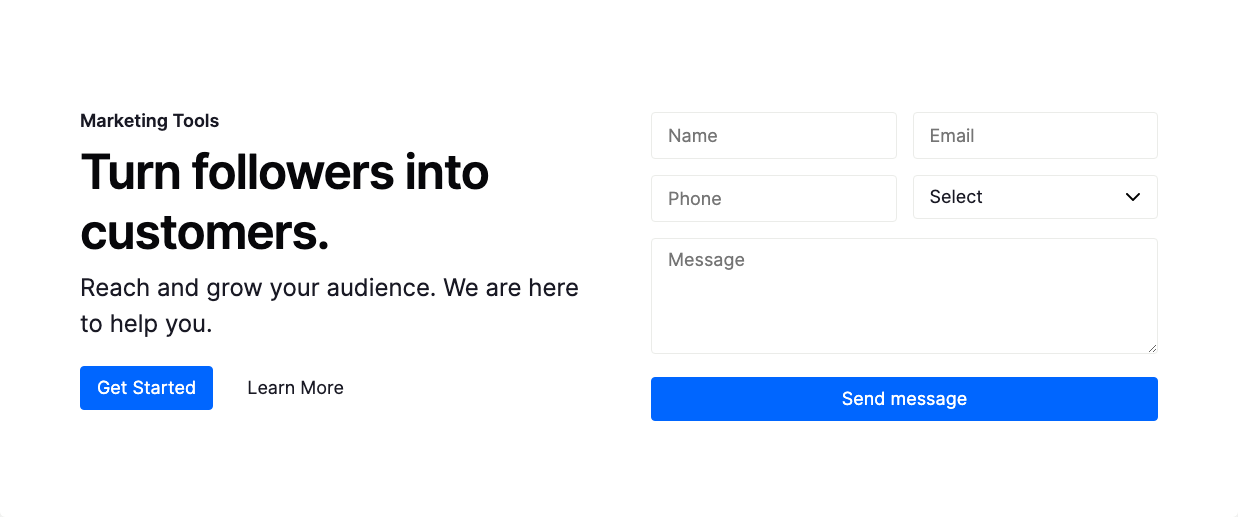 Marketing Tools
Turn followers into
customers.
Reach and grow your audience. We are here
to help you.
Get Started
Learn More
Name
Email
Phone
Select
Message
Send message